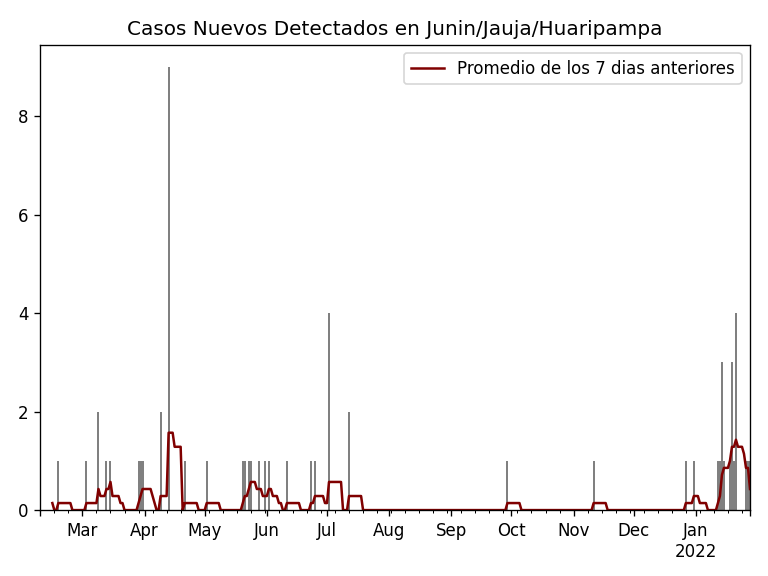 Casos Nuevos Detectados en Junin/Jauja/Huaripampa
Promedio de los 7 dias anteriores
8
6
4
2
0
Mar Apr May Jun Jul Aug Sep Oct Nov Dec Jan
2022